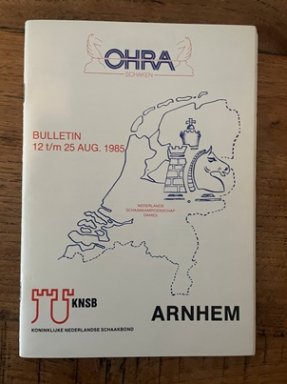 OHRA
SCHAKEN
BULLETIN
12 t/m 25 AUG. 1985
NEDERLANDS
SCHAAKKAMPIOENSCHAP
DAMES
KNSB
KONINKLIJKE NEDERLANDSE SCHAAKBOND
ARNHEM